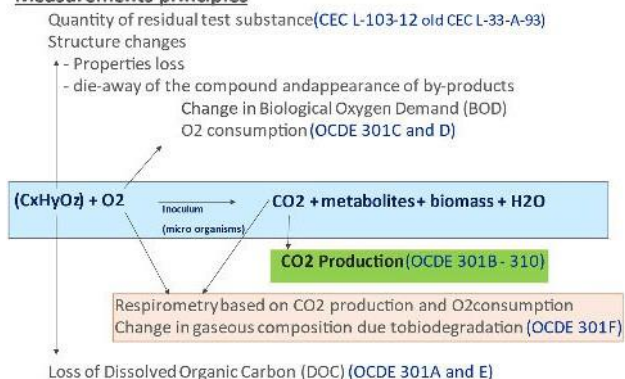 Measurements principles
Quantity of residual test substance(CEC L-103-12 old CEC L-33-A-93)
Structure changes
- Properties loss
- die-away of the compound andappearance of by-products
Change in Biological Oxygen Demand (BOD)
O2 consumption (OCDE 301C and D)
(CxHyOz) + O2
Inoculum
(micro organisms)
CO2 +metabolites+ biomass + H2O
CO2 Production(OCDE 301B - 310)
Respirometrybased on CO2 production and O2consumption
Change in gaseous composition due tobiodegradation (OCDE 301F)
Loss of Dissolved Organic Carbon (DOC) (OCDE 301A and E)